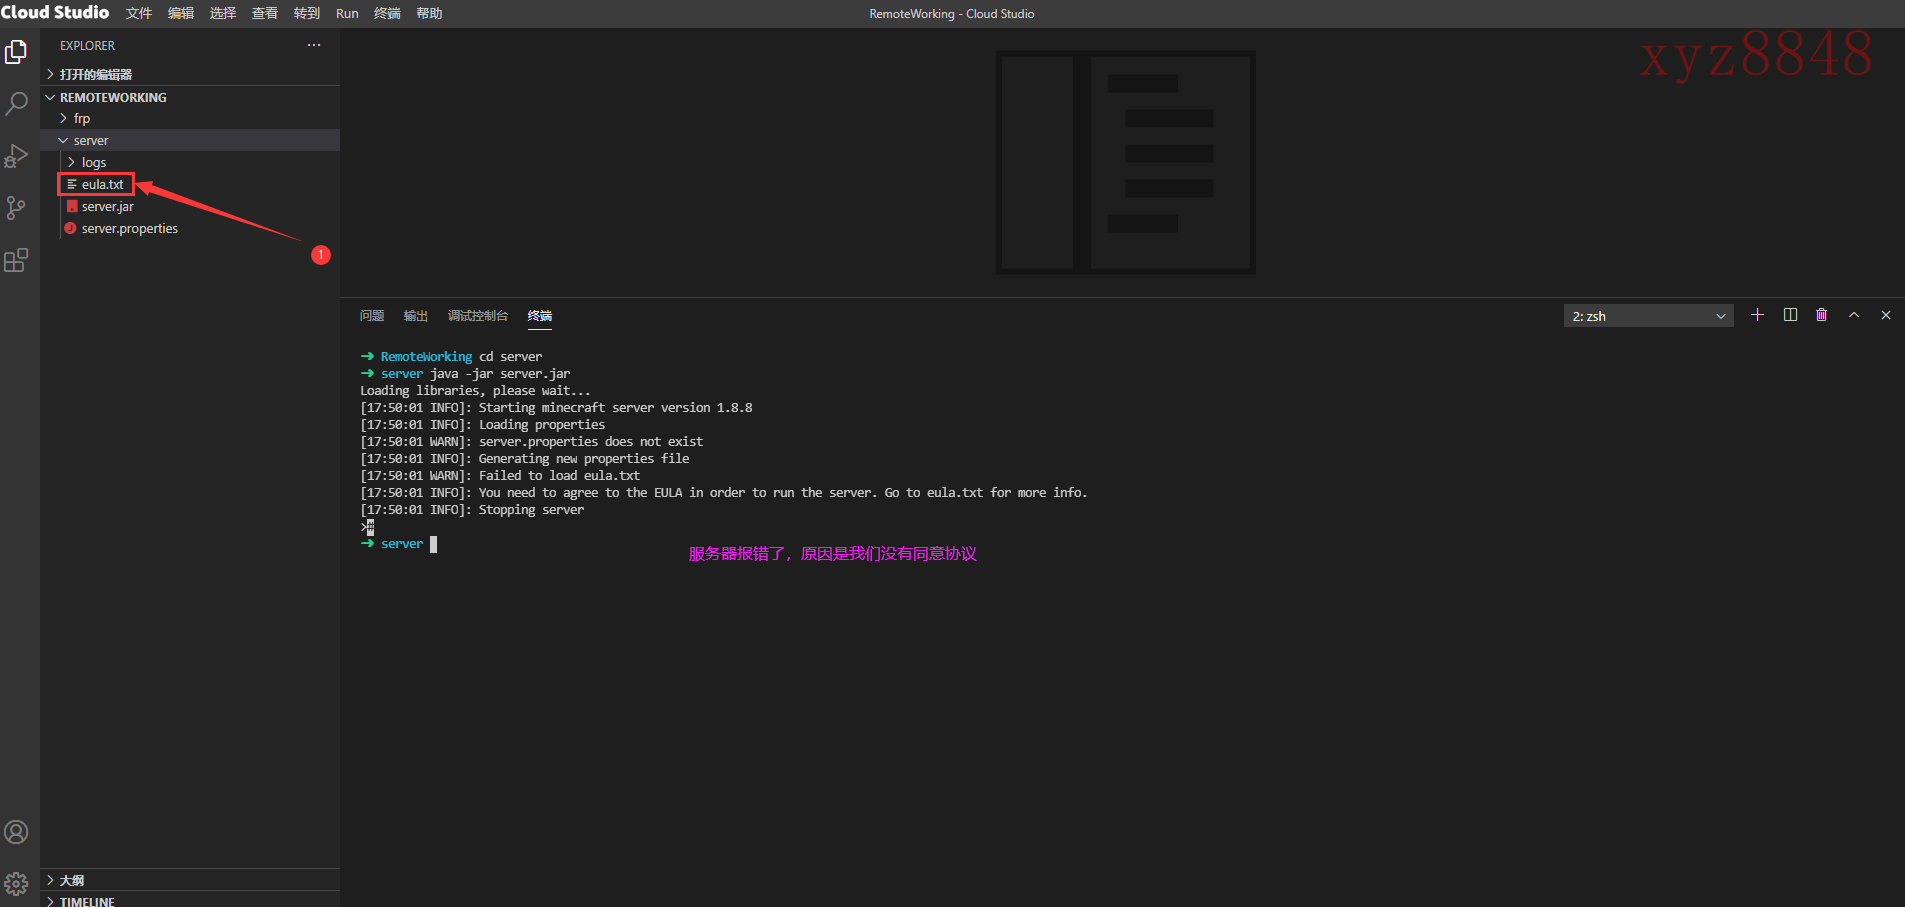 Cloud Studio 文件 编辑 选择 查看 转到 Run 终端 帮助 RemoteWorking - Cloud Studio
xyz8848
EXPLORER ...
打开的编辑器
REMOTEWORKING
frp
server
logs
eula.txt
server.jar
server.properties
1
大纲
TIMELINE
问题 输出 调试控制台 终端 2: zsh
➜ RemoteWorking cd server
➜ server java -jar server.jar
Loading libraries, please wait...
[17:50:01 INFO]: Starting minecraft server version 1.8.8
[17:50:01 INFO]: Loading properties
[17:50:01 WARN]: server.properties does not exist
[17:50:01 INFO]: Generating new properties file
[17:50:01 WARN]: Failed to load eula.txt
[17:50:01 INFO]: You need to agree to the EULA in order to run the server. Go to eula.txt for more info.
[17:50:01 INFO]: Stopping server
>
➜ server
服务器报错了，原因是我们没有同意协议